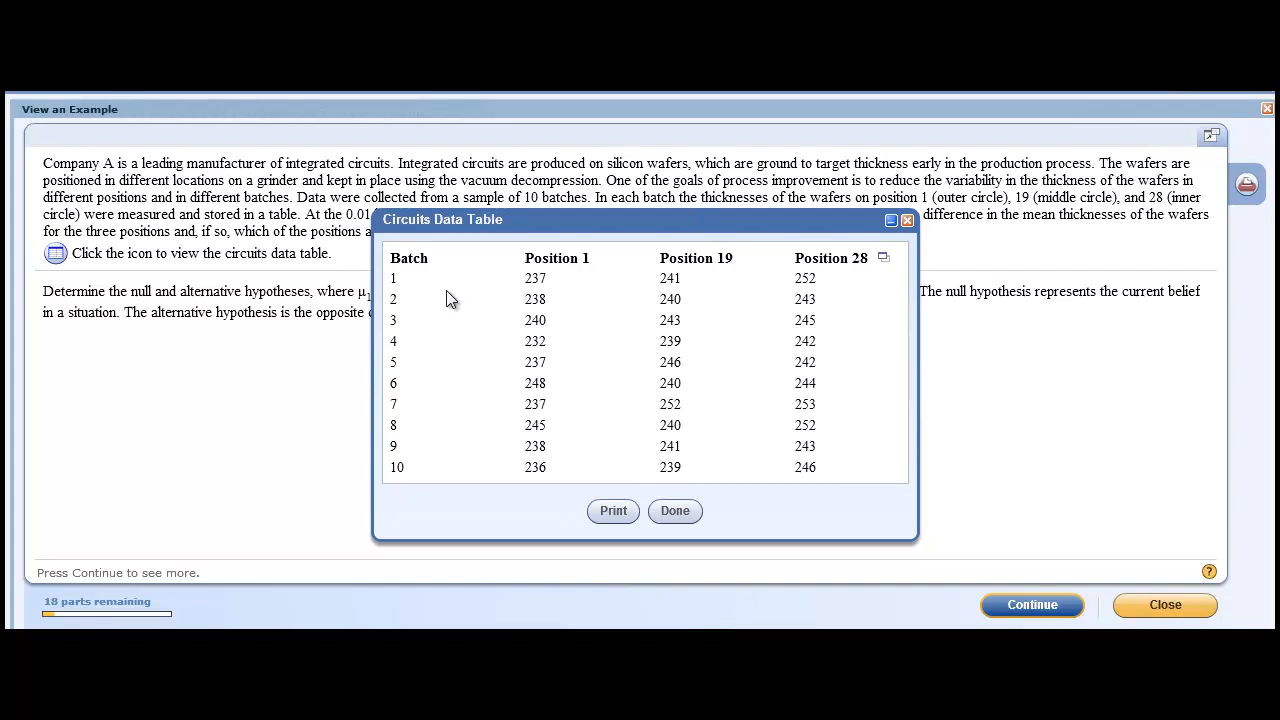 View an Example
Company A is a leading manufacturer of integrated circuits. Integrated circuits are produced on silicon wafers, which are ground to target thickness early in the production process. The wafers are
positioned in different locations on a grinder and kept in place using the vacuum decompression. One of the goals of process improvement is to reduce the variability in the thickness of the wafers in
different positions and in different batches. Data were collected from a sample of 10 batches. In each batch the thicknesses of the wafers on position 1 (outer circle), 19 (middle circle), and 28 (inner
circle) were measured and stored in a table. At the 0.01 difference in the mean thicknesses of the wafers
for the three positions and, if so, which of the positions a
Click the icon to view the circuits data table.
Determine the null and alternative hypotheses, where μ1 The null hypothesis represents the current belief
in a situation. The alternative hypothesis is the opposite
Circuits Data Table
Batch Position 1 Position 19 Position 28
1 237 241 252
2 238 240 243
3 240 243 245
4 232 239 242
5 237 246 242
6 248 240 244
7 237 252 253
8 245 240 252
9 238 241 243
10 236 239 246
Print Done
Press Continue to see more. ?
18 parts remaining
Continue Close